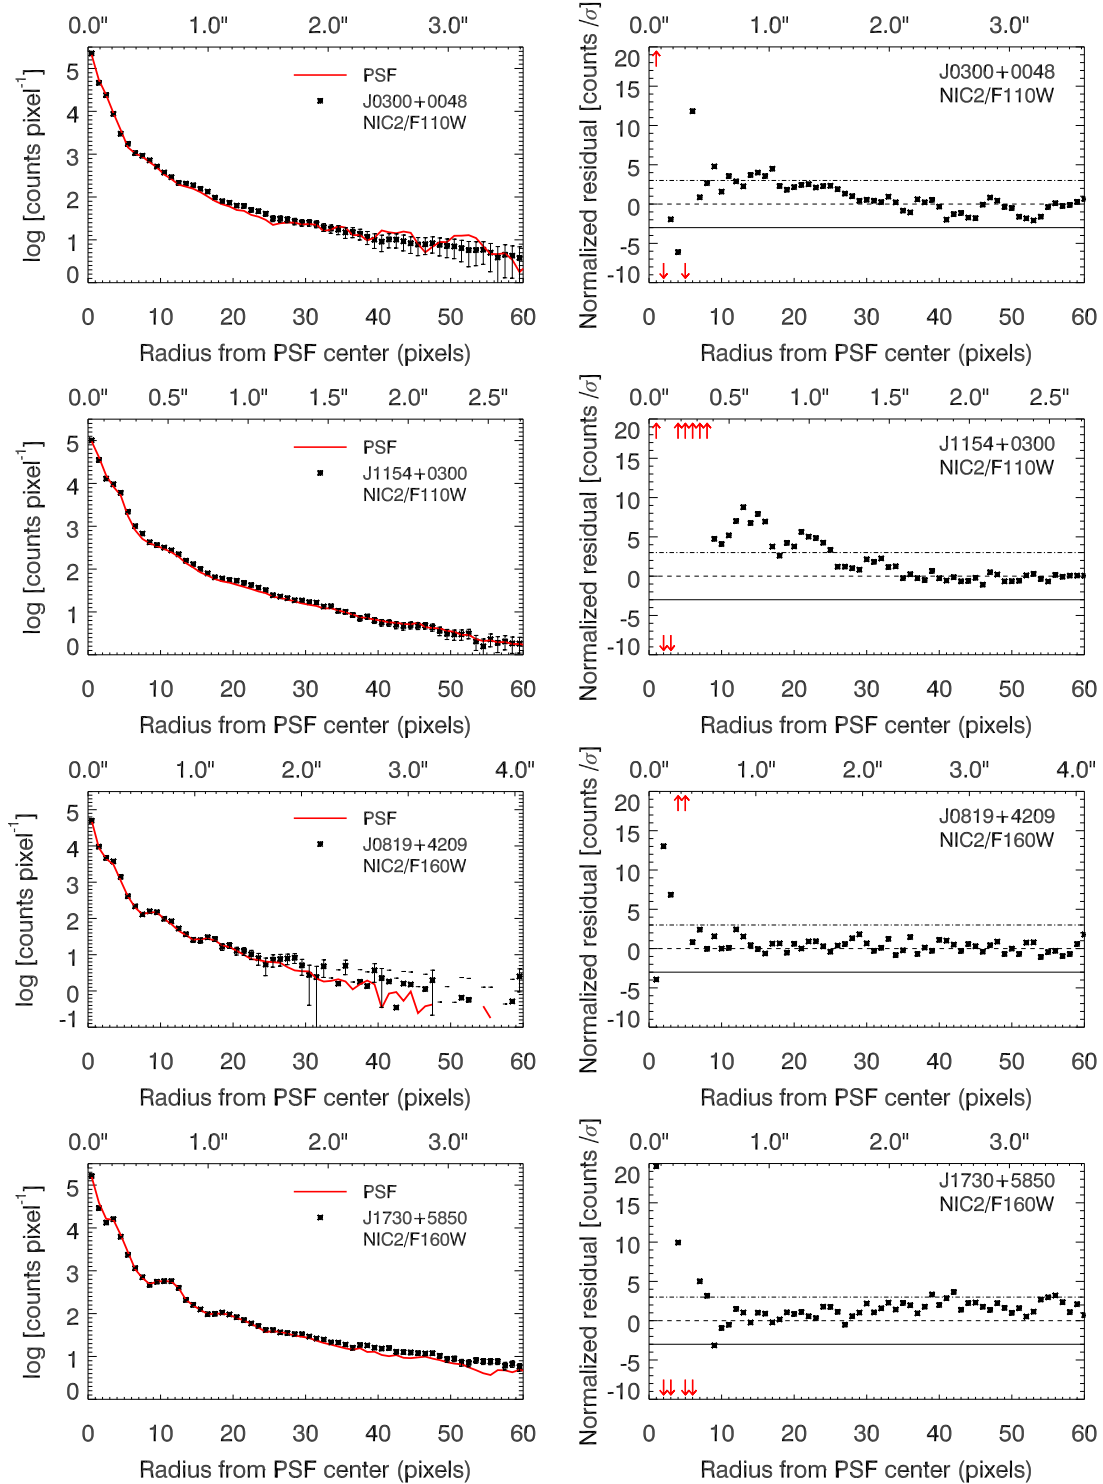 0.0" 1.0" 2.0" 3.0"
log [counts pixel⁻¹]
5
4
3
2
1
0
PSF
J0300+0048
NIC2/F110W
0 10 20 30 40 50 60
Radius from PSF center (pixels)
0.0" 1.0" 2.0" 3.0"
Normalized residual [counts /σ]
20
15
10
5
0
-5
-10
J0300+0048
NIC2/F110W
0 10 20 30 40 50 60
Radius from PSF center (pixels)
0.0" 0.5" 1.0" 1.5" 2.0" 2.5"
log [counts pixel⁻¹]
5
4
3
2
1
0
PSF
J1154+0300
NIC2/F110W
0 10 20 30 40 50 60
Radius from PSF center (pixels)
0.0" 0.5" 1.0" 1.5" 2.0" 2.5"
Normalized residual [counts /σ]
20
15
10
5
0
-5
-10
J1154+0300
NIC2/F110W
0 10 20 30 40 50 60
Radius from PSF center (pixels)
0.0" 1.0" 2.0" 3.0" 4.0"
log [counts pixel⁻¹]
5
4
3
2
1
0
-1
PSF
J0819+4209
NIC2/F160W
0 10 20 30 40 50 60
Radius from PSF center (pixels)
0.0" 1.0" 2.0" 3.0" 4.0"
Normalized residual [counts /σ]
20
15
10
5
0
-5
-10
J0819+4209
NIC2/F160W
0 10 20 30 40 50 60
Radius from PSF center (pixels)
0.0" 1.0" 2.0" 3.0"
log [counts pixel⁻¹]
5
4
3
2
1
0
PSF
J1730+5850
NIC2/F160W
0 10 20 30 40 50 60
Radius from PSF center (pixels)
0.0" 1.0" 2.0" 3.0"
Normalized residual [counts /σ]
20
15
10
5
0
-5
-10
J1730+5850
NIC2/F160W
0 10 20 30 40 50 60
Radius from PSF center (pixels)